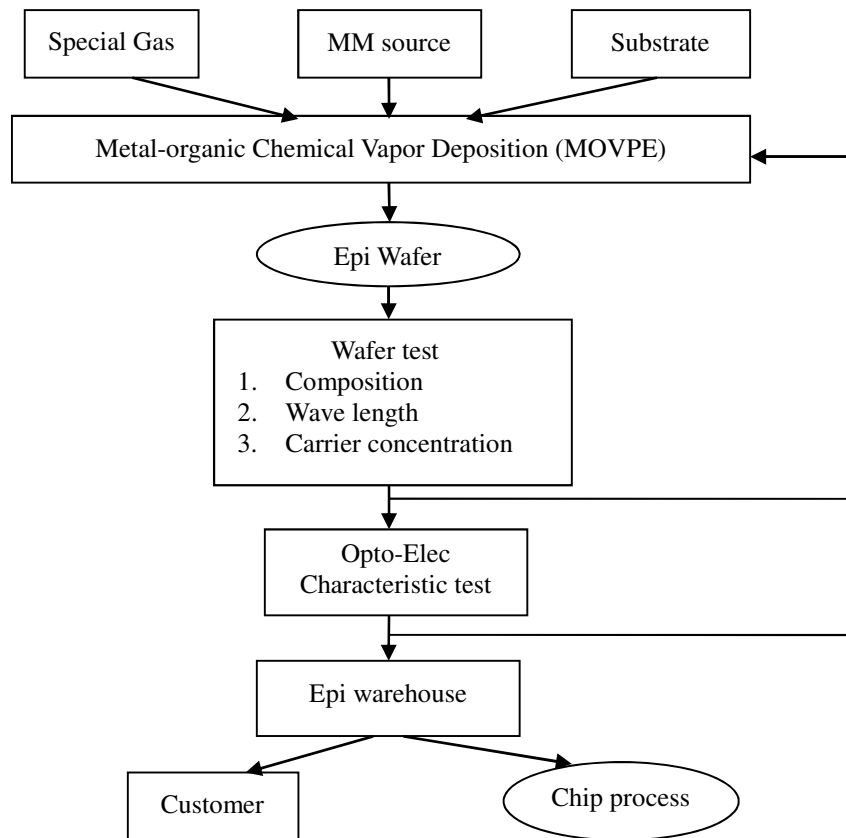 Special Gas
MM source
Substrate
Metal-organic Chemical Vapor Deposition (MOVPE)
Epi Wafer
Wafer test
1. Composition
2. Wave length
3. Carrier concentration
Opto-Elec
Characteristic test
Epi warehouse
Customer
Chip process